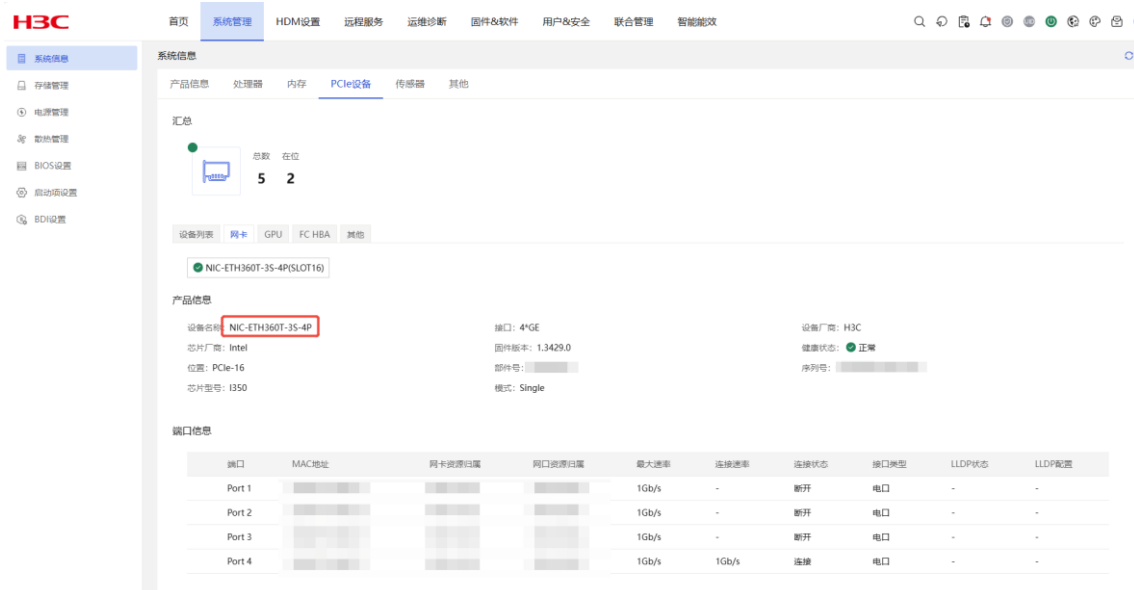 H3C 首页 系统管理 HDM设置 远程服务 运维诊断 固件&软件 用户&安全 联合管理 智能能效
系统信息
存储管理
电源管理
散热管理
BIOS设置
启动项设置
BDI设置
系统信息
产品信息 处理器 内存 PCIe设备 传感器 其他
汇总
总数 在位
5 2
设备列表 网卡 GPU FC HBA 其他
NIC-ETH360T-3S-4P(SLOT16)
产品信息
设备名称: NIC-ETH360T-3S-4P 接口: 4*GE 设备厂商: H3C
芯片厂商: Intel 固件版本: 1.3429.0 健康状态: 正常
位置: PCIe-16 部件号: 序列号:
芯片型号: I350 模式: Single
端口信息
端口 MAC地址 网卡资源归属 网口资源归属 最大速率 连接速率 连接状态 接口类型 LLDP状态 LLDP配置
Port 1 1Gb/s - 断开 电口 - -
Port 2 1Gb/s - 断开 电口 - -
Port 3 1Gb/s - 断开 电口 - -
Port 4 1Gb/s 1Gb/s 连接 电口 - -